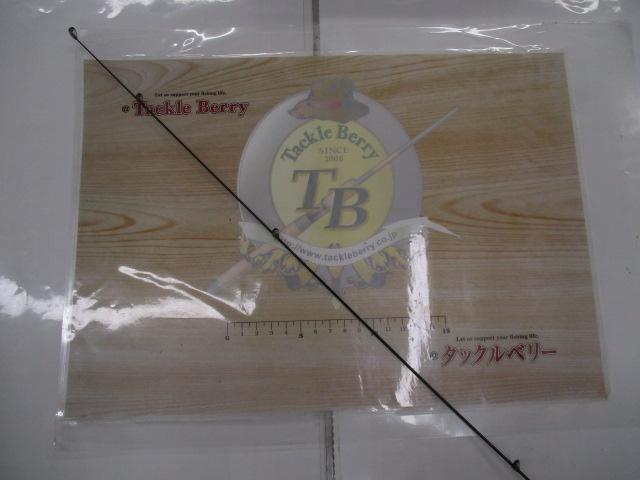 Let us support your fishing life.
Tackle Berry
Tackle Berry
SINCE
2006
TB
http://www.tackleberry.co.jp
0 1 2 3 4 5 6 7 8 9 10 11 12 13 15
Let us support your fishing life.
タックルベリー